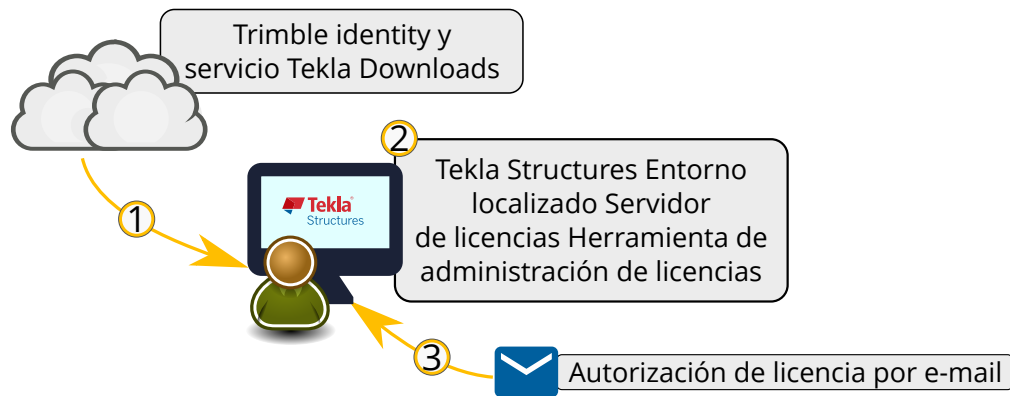 Trimble identity y
servicio Tekla Downloads
2
Tekla Structures Entorno
localizado Servidor
de licencias Herramienta de
administración de licencias
Tekla®
Structures
1
3
Autorización de licencia por e-mail